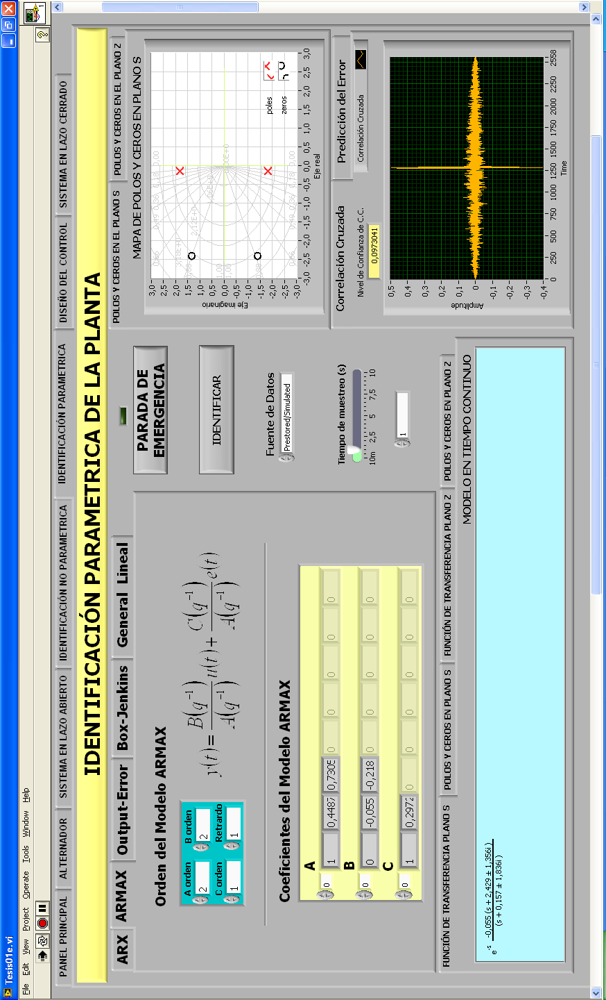 Tesis01e.vi
File Edit View Project Operate Tools Window Help
PANEL PRINCIPAL ALTERNADOR SISTEMA EN LAZO ABIERTO IDENTIFICACIÓN NO PARAMETRICA IDENTIFICACIÓN PARAMETRICA DISEÑO DEL CONTROL SISTEMA EN LAZO CERRADO
IDENTIFICACIÓN PARAMETRICA DE LA PLANTA
ARX ARMAX Output-Error Box-Jenkins General Lineal
Orden del Modelo ARMAX
A orden B orden
2 2
C orden Retrardo
1 1
y(t) = B(q⁻¹)/A(q⁻¹) u(t) + C(q⁻¹)/A(q⁻¹) e(t)
Coeficientes del Modelo ARMAX
A
0 1 0,4487 0,7305 0 0 0 0 0
B
0 0 -0,055 -0,218 0 0 0 0 0
C
0 1 0,2972 0 0 0 0 0 0
PARADA DE
EMERGENCIA
IDENTIFICAR
Fuente de Datos
Prestored/Simulated
Tiempo de muestreo (s)
10m 2,5 5 7,5 10
1
POLOS Y CEROS EN EL PLANO S POLOS Y CEROS EN EL PLANO Z
MAPA DE POLOS Y CEROS EN PLANO S
Eje imaginario
3,0
2,5
2,0
1,5
1,0
0,5
0,0
-0,5
-1,0
-1,5
-2,0
-2,5
-3,0
-3,0 -2,5 -2,0 -1,5 -1,0 -0,5 0,0 0,5 1,0 1,5 2,0 2,5 3,0
Eje real
poles
zeros
Correlación Cruzada Predicción del Error
Nivel de Confianza de C.C.
0,0973041
Correlación Cruzada
Amplitude
0,5
0,4
0,3
0,2
0,1
0
-0,1
-0,2
-0,3
-0,4
0 250 500 750 1000 1250 1500 1750 2000 2250 2558
Time
FUNCIÓN DE TRANSFERENCIA PLANO S POLOS Y CEROS EN PLANO S FUNCIÓN DE TRANSFERENCIA PLANO Z POLOS Y CEROS EN PLANO Z
MODELO EN TIEMPO CONTINUO
e⁻ˢ -0,055 (s + 2,429 ± 1,356i )
(s + 0,157 ± 1,836i )